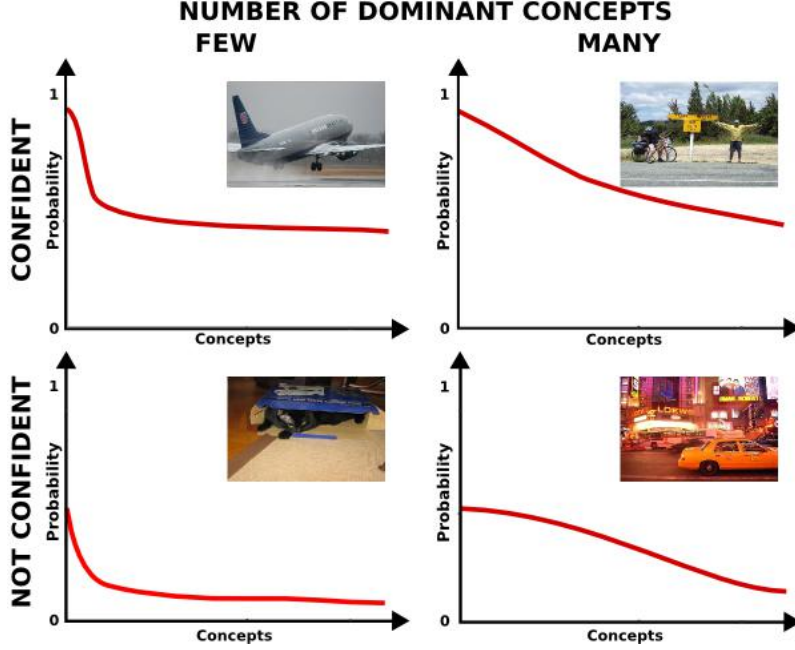 NUMBER OF DOMINANT CONCEPTS
FEW MANY
CONFIDENT
1
Probability
0
Concepts
1
Probability
0
Concepts
NOT CONFIDENT
1
Probability
0
Concepts
1
LOEWS
Probability
0
Concepts